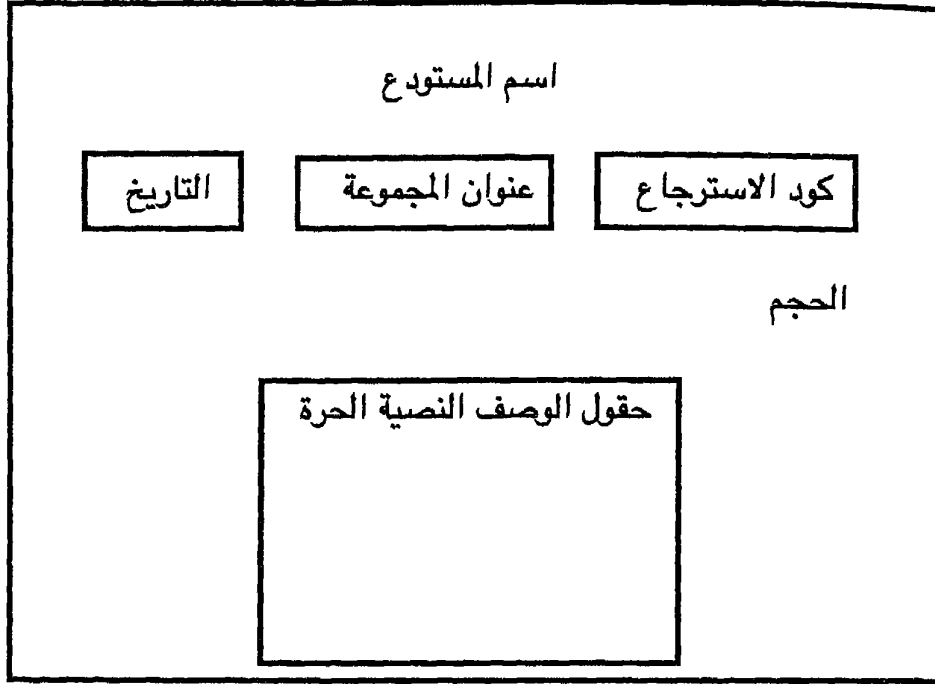 اسم المستودع
كود الاسترجاع
عنوان المجموعة
التاريخ
الحجم
حقول الوصف النصية الحرة